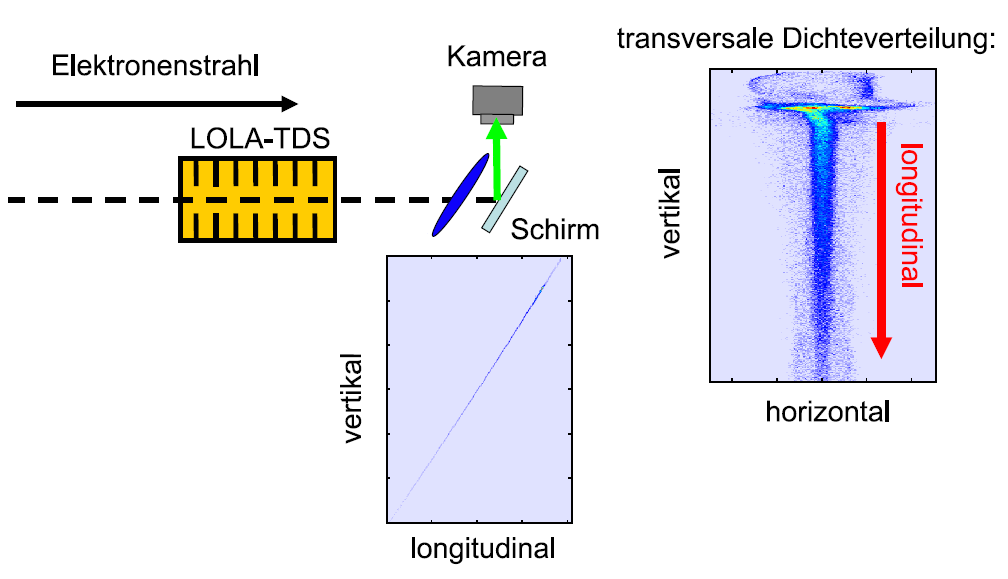 transversale Dichteverteilung:
Elektronenstrahl
Kamera
LOLA-TDS
Schirm
vertikal
longitudinal
vertikal
longitudinal
horizontal